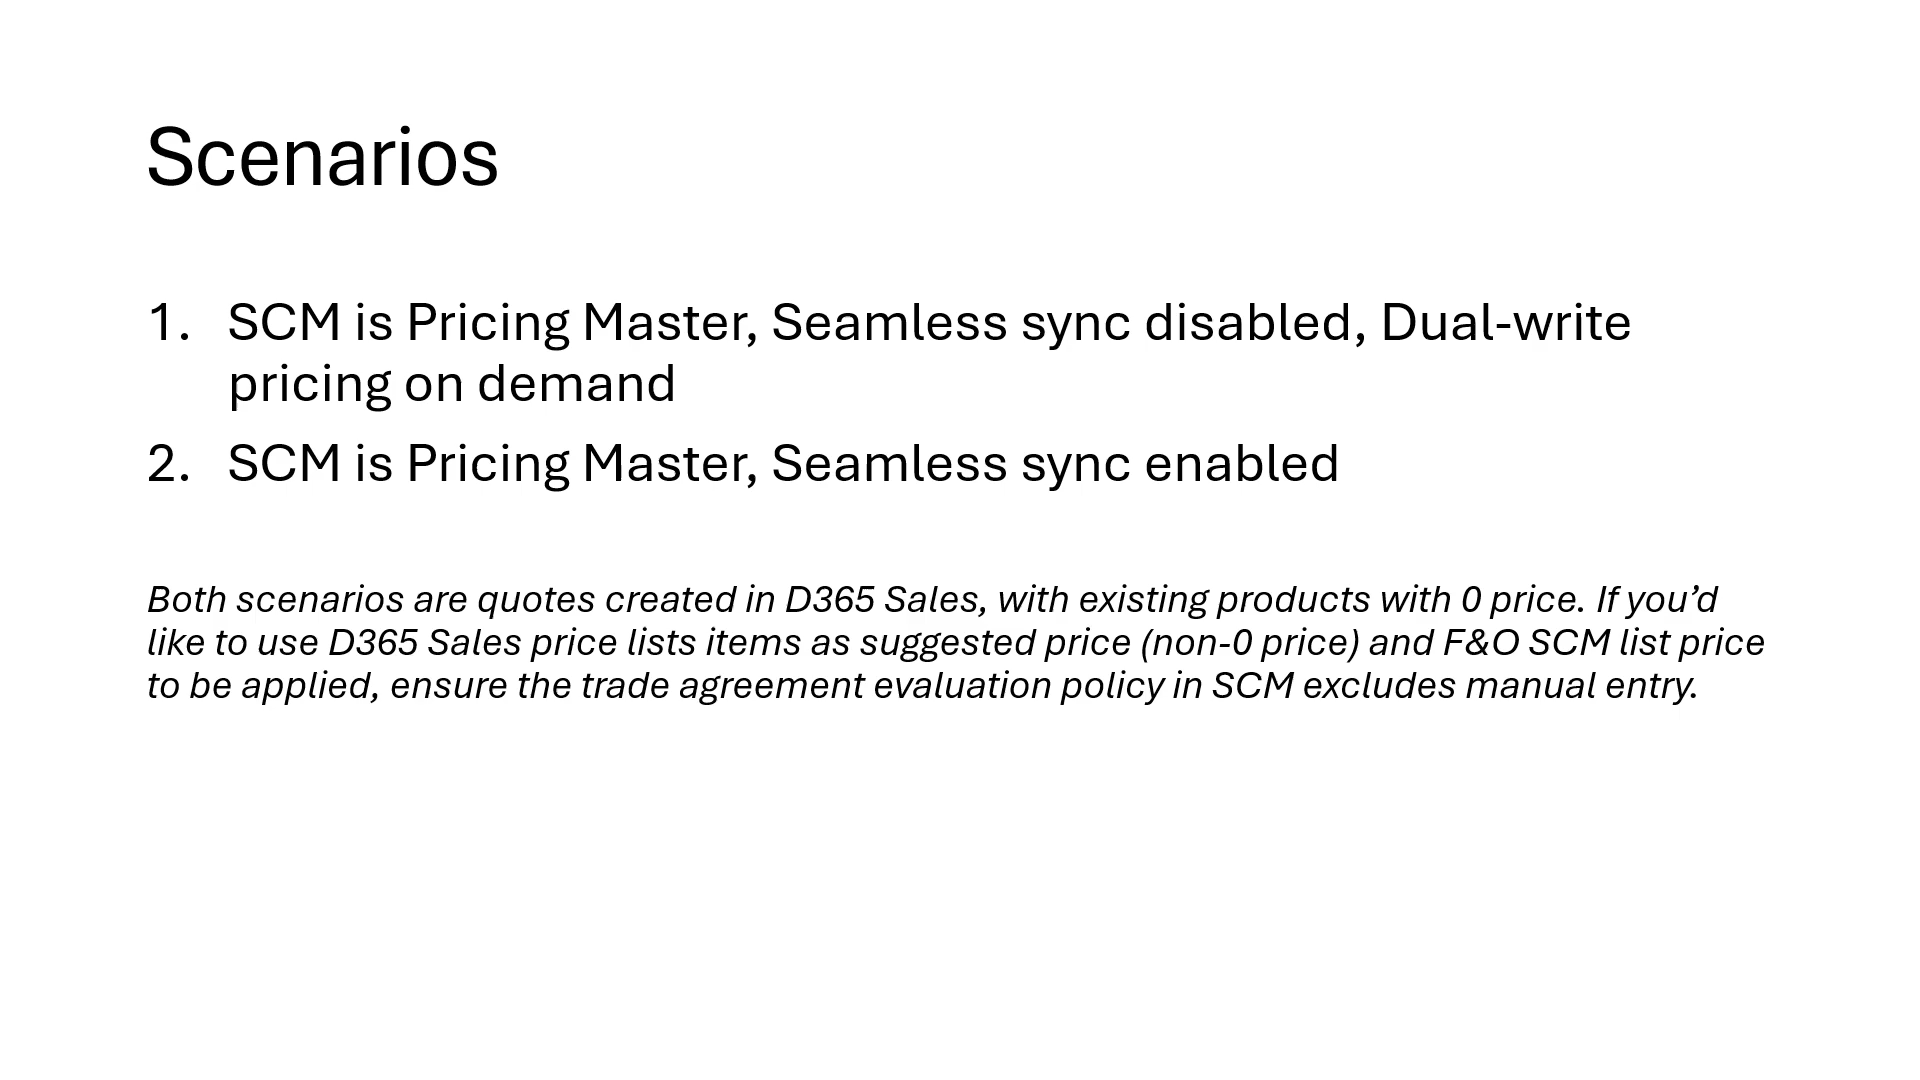 Scenarios
1. SCM is Pricing Master, Seamless sync disabled, Dual-write
pricing on demand
2. SCM is Pricing Master, Seamless sync enabled
Both scenarios are quotes created in D365 Sales, with existing products with 0 price. If you’d
like to use D365 Sales price lists items as suggested price (non-0 price) and F&O SCM list price
to be applied, ensure the trade agreement evaluation policy in SCM excludes manual entry.